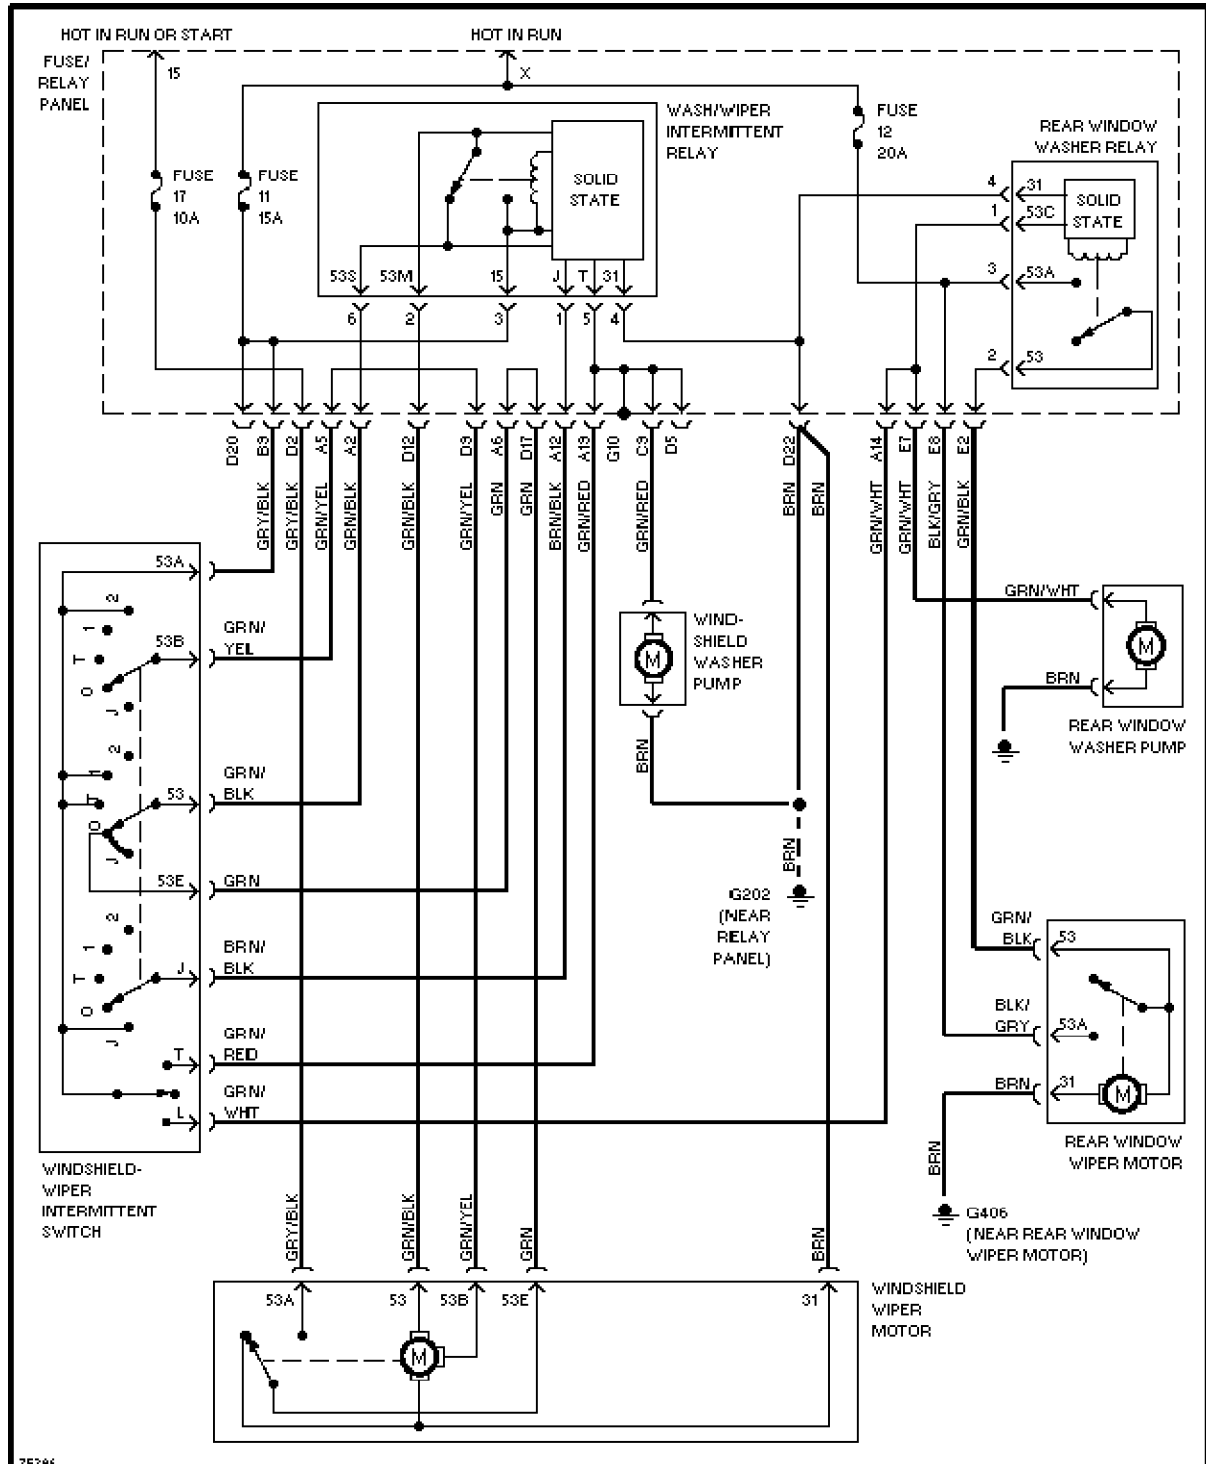 HOT IN RUN OR START
HOT IN RUN
FUSE/
RELAY
PANEL
15
X
FUSE
17
10A
FUSE
11
15A
WASH/WIPER
INTERMITTENT
RELAY
SOLID
STATE
53S
53M
15
J
T
31
6
2
3
1
5
4
FUSE
12
20A
REAR WINDOW
WASHER RELAY
4
31
1
53C
3
53A
2
53
SOLID
STATE
D20
B9
D2
A5
A2
D12
D9
A6
D17
A12
A19
G10
C9
D5
D22
A14
E7
E8
E2
GRY/BLK
GRY/BLK
GRN/YEL
GRN/BLK
GRN/BLK
GRN/YEL
GRN
GRN
BRN/BLK
GRN/RED
GRN/RED
BRN
BRN
GRN/WHT
GRN/WHT
BLK/GRY
GRN/BLK
53A
2
1
T
O
J
53B
GRN/
YEL
2
1
T
O
J
53
GRN/
BLK
53E
GRN
2
1
T
O
J
J
BRN/
BLK
T
GRN/
RED
L
GRN/
WHT
WINDSHIELD-
WIPER
INTERMITTENT
SWITCH
M
WIND-
SHIELD
WASHER
PUMP
BRN
BRN
G202
(NEAR
RELAY
PANEL)
GRN/WHT
BRN
M
REAR WINDOW
WASHER PUMP
GRN/
BLK
53
BLK/
GRY
53A
BRN
31
M
REAR WINDOW
WIPER MOTOR
BRN
G406
(NEAR REAR WINDOW
WIPER MOTOR)
GRY/BLK
GRN/BLK
GRN/YEL
GRN
BRN
53A
53
53B
53E
31
M
WINDSHIELD
WIPER
MOTOR